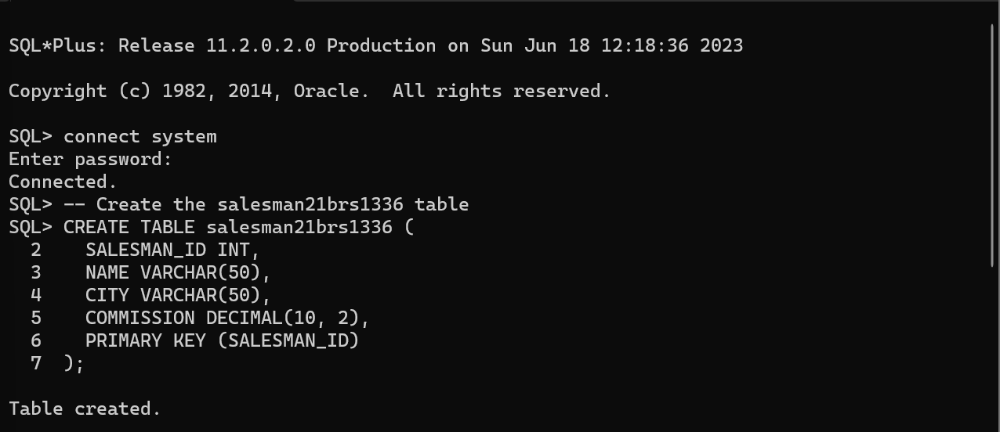 SQL*Plus: Release 11.2.0.2.0 Production on Sun Jun 18 12:18:36 2023
Copyright (c) 1982, 2014, Oracle.  All rights reserved.
SQL> connect system
Enter password:
Connected.
SQL> -- Create the salesman21brs1336 table
SQL> CREATE TABLE salesman21brs1336 (
  2    SALESMAN_ID INT,
  3    NAME VARCHAR(50),
  4    CITY VARCHAR(50),
  5    COMMISSION DECIMAL(10, 2),
  6    PRIMARY KEY (SALESMAN_ID)
  7  );
Table created.